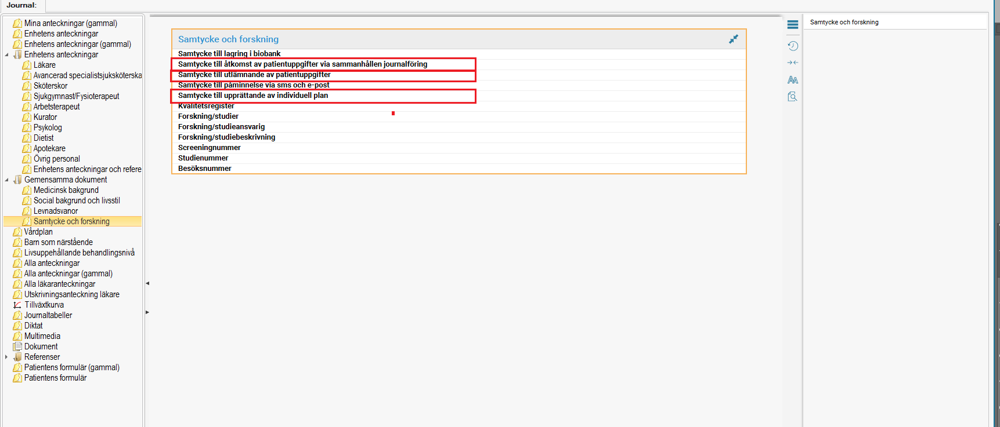 Journal:
Mina anteckningar (gammal)
Enhetens anteckningar
Enhetens anteckningar (gammal)
Enhetens anteckningar
Läkare
Avancerad specialistsjuksköterska
Sköterskor
Sjukgymnast/Fysioterapeut
Arbetsterapeut
Kurator
Psykolog
Dietist
Apotekare
Övrig personal
Enhetens anteckningar och refere
Gemensamma dokument
Medicinsk bakgrund
Social bakgrund och livsstil
Levnadsvanor
Samtycke och forskning
Vårdplan
Barn som närstående
Livsuppehållande behandlingsnivå
Alla anteckningar
Alla anteckningar (gammal)
Alla läkaranteckningar
Utskrivningsanteckning läkare
Tillväxtkurva
Journaltabeller
Diktat
Multimedia
Dokument
Referenser
Patientens formulär (gammal)
Patientens formulär
Samtycke och forskning
Samtycke till lagring i biobank
Samtycke till åtkomst av patientuppgifter via sammanhållen journalföring
Samtycke till utlämnande av patientuppgifter
Samtycke till påminnelse via sms och e-post
Samtycke till upprättande av individuell plan
Kvalitetsregister
Forskning/studier
Forskning/studieansvarig
Forskning/studiebeskrivning
Screeningnummer
Studienummer
Besöksnummer
AA
Samtycke och forskning